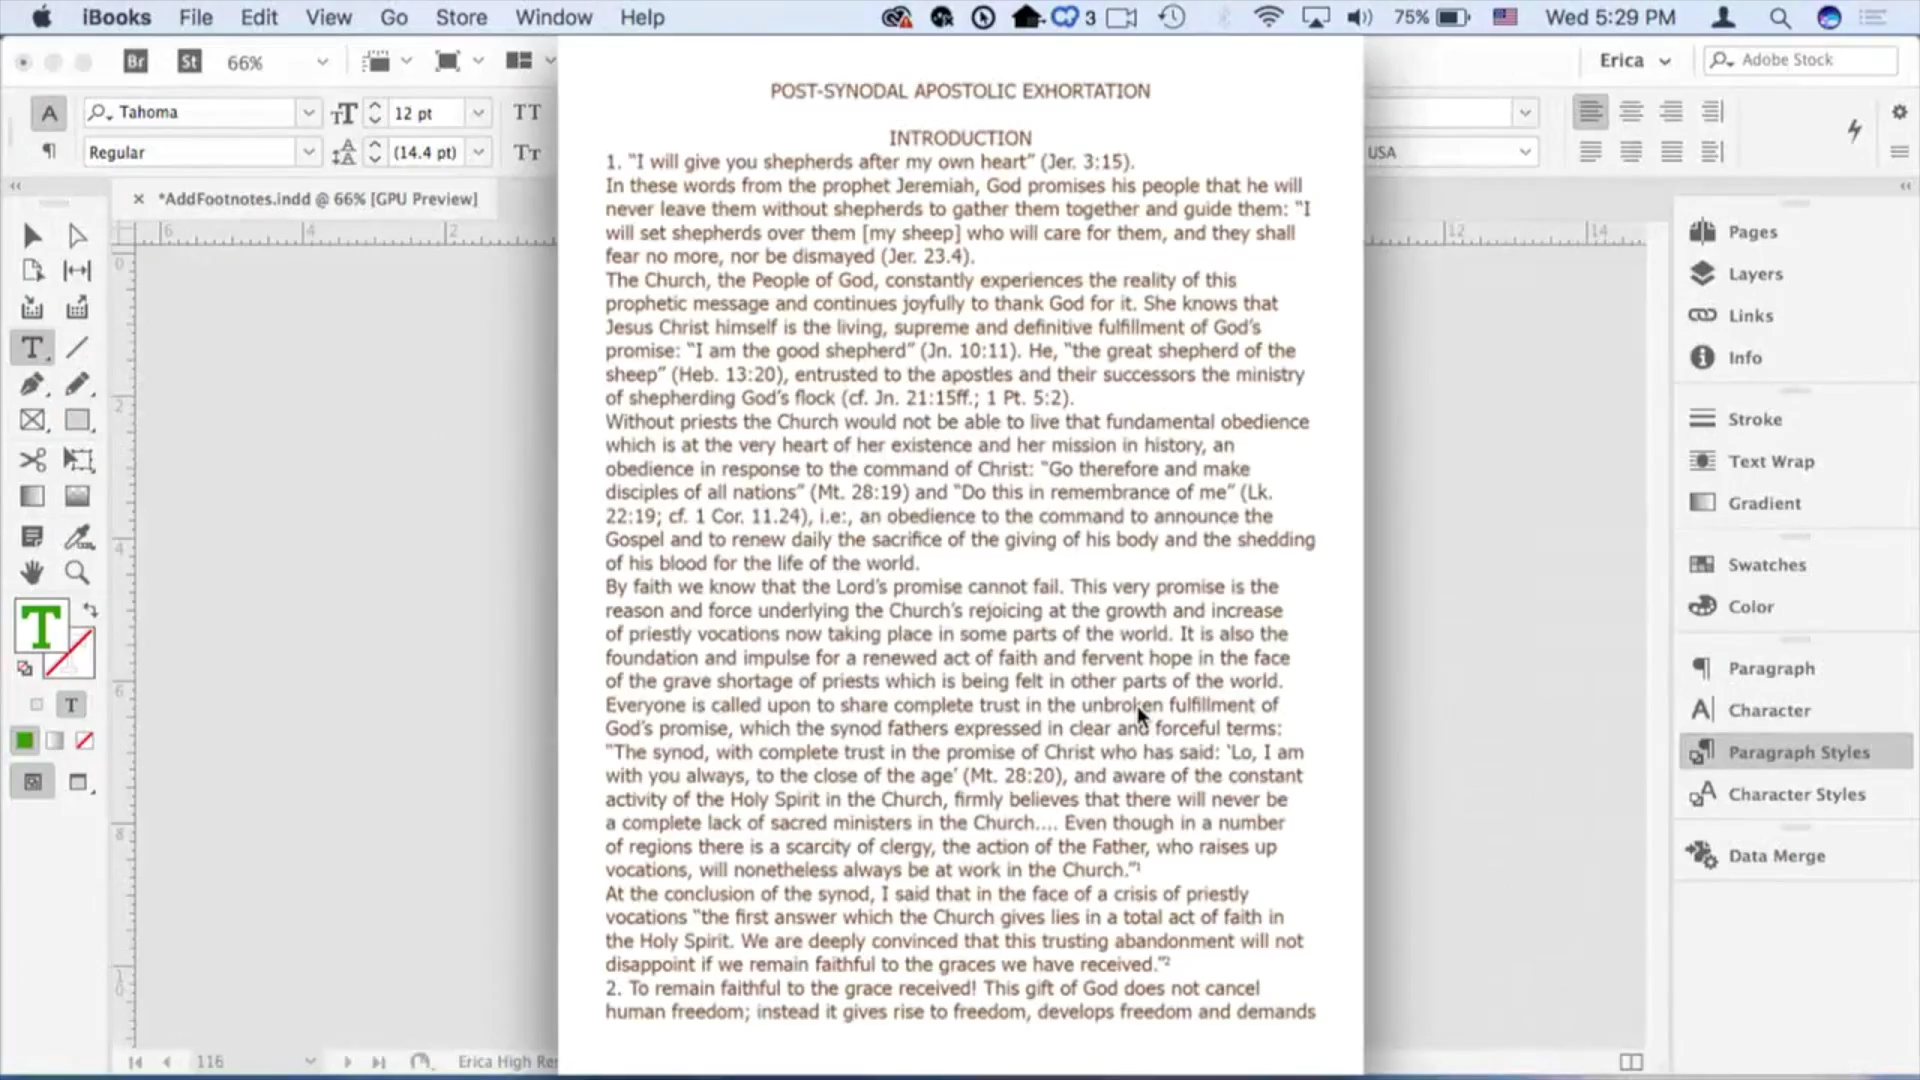 iBooks File Edit View Go Store Window Help 3 75% Wed 5:29 PM
Br St 66% Erica Adobe Stock
A Tahoma 12 pt TT
Regular (14.4 pt) Tt USA
*AddFootnotes.indd @ 66% [GPU Preview]
6 4 2 12 14
0
2
4
6
8
10
POST-SYNODAL APOSTOLIC EXHORTATION
INTRODUCTION
1. “I will give you shepherds after my own heart” (Jer. 3:15).
In these words from the prophet Jeremiah, God promises his people that he will
never leave them without shepherds to gather them together and guide them: “I
will set shepherds over them [my sheep] who will care for them, and they shall
fear no more, nor be dismayed (Jer. 23.4).
The Church, the People of God, constantly experiences the reality of this
prophetic message and continues joyfully to thank God for it. She knows that
Jesus Christ himself is the living, supreme and definitive fulfillment of God’s
promise: “I am the good shepherd” (Jn. 10:11). He, “the great shepherd of the
sheep” (Heb. 13:20), entrusted to the apostles and their successors the ministry
of shepherding God’s flock (cf. Jn. 21:15ff.; 1 Pt. 5:2).
Without priests the Church would not be able to live that fundamental obedience
which is at the very heart of her existence and her mission in history, an
obedience in response to the command of Christ: “Go therefore and make
disciples of all nations” (Mt. 28:19) and “Do this in remembrance of me” (Lk.
22:19; cf. 1 Cor. 11.24), i.e:, an obedience to the command to announce the
Gospel and to renew daily the sacrifice of the giving of his body and the shedding
of his blood for the life of the world.
By faith we know that the Lord’s promise cannot fail. This very promise is the
reason and force underlying the Church’s rejoicing at the growth and increase
of priestly vocations now taking place in some parts of the world. It is also the
foundation and impulse for a renewed act of faith and fervent hope in the face
of the grave shortage of priests which is being felt in other parts of the world.
Everyone is called upon to share complete trust in the unbroken fulfillment of
God’s promise, which the synod fathers expressed in clear and forceful terms:
“The synod, with complete trust in the promise of Christ who has said: ‘Lo, I am
with you always, to the close of the age’ (Mt. 28:20), and aware of the constant
activity of the Holy Spirit in the Church, firmly believes that there will never be
a complete lack of sacred ministers in the Church.... Even though in a number
of regions there is a scarcity of clergy, the action of the Father, who raises up
vocations, will nonetheless always be at work in the Church.”¹
At the conclusion of the synod, I said that in the face of a crisis of priestly
vocations “the first answer which the Church gives lies in a total act of faith in
the Holy Spirit. We are deeply convinced that this trusting abandonment will not
disappoint if we remain faithful to the graces we have received.”²
2. To remain faithful to the grace received! This gift of God does not cancel
human freedom; instead it gives rise to freedom, develops freedom and demands
Pages
Layers
Links
Info
Stroke
Text Wrap
Gradient
Swatches
Color
Paragraph
Character
Paragraph Styles
Character Styles
Data Merge
116 Erica High